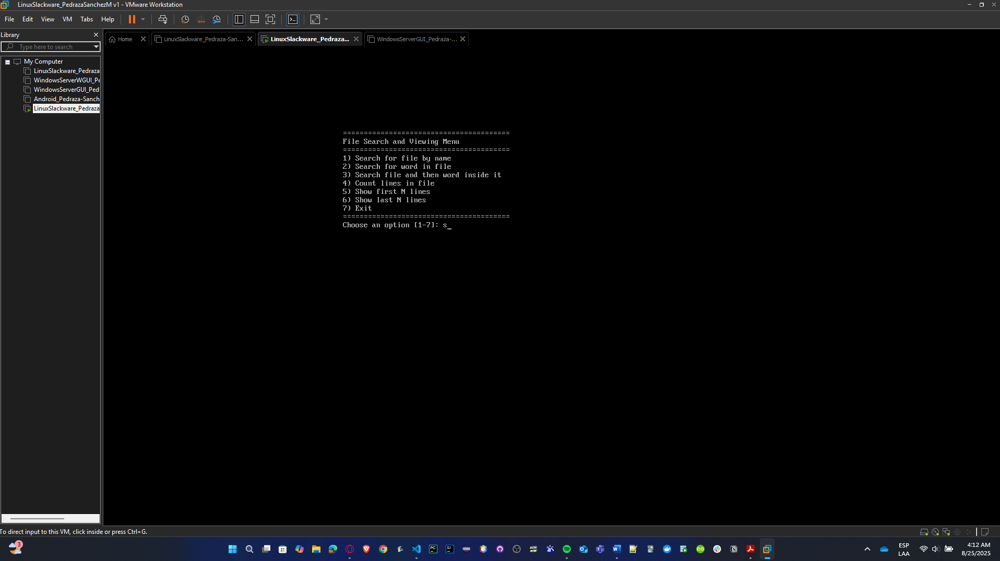 LinuxSlackware_PedrazaSanchezM v1 - VMware Workstation
File Edit View VM Tabs Help
Library
Home
LinuxSlackware_Pedraza-San...
LinuxSlackware_Pedraza...
WindowsServerGUI_Pedraza-...
Type here to search
My Computer
LinuxSlackware_Pedraza
WindowsServerWGUI_Pe
WindowsServerGUI_Ped
Android_Pedraza-Sanch
LinuxSlackware_Pedraza
========================================
File Search and Viewing Menu
========================================
1) Search for file by name
2) Search for word in file
3) Search file and then word inside it
4) Count lines in file
5) Show first N lines
6) Show last N lines
7) Exit
========================================
Choose an option [1-7]: s_
To direct input to this VM, click inside or press Ctrl+G.
3
PC
IJ
ESP
LAA
4:12 AM
8/25/2025